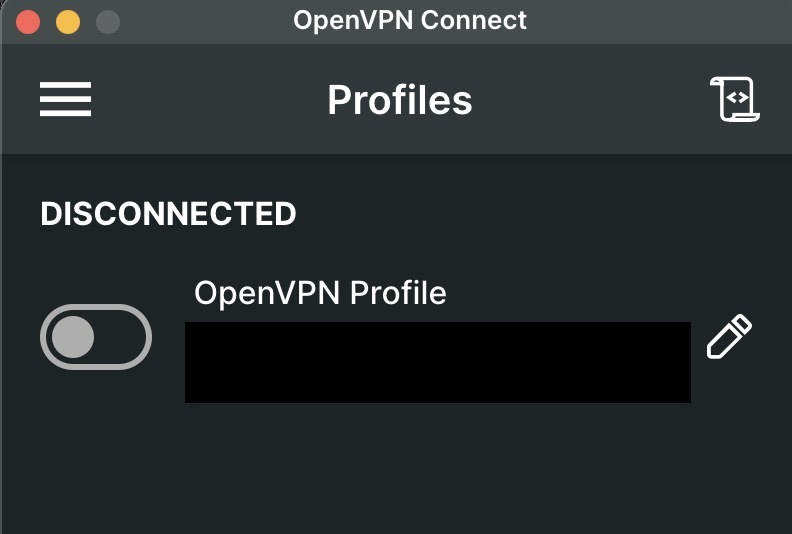 OpenVPN Connect
Profiles
DISCONNECTED
OpenVPN Profile